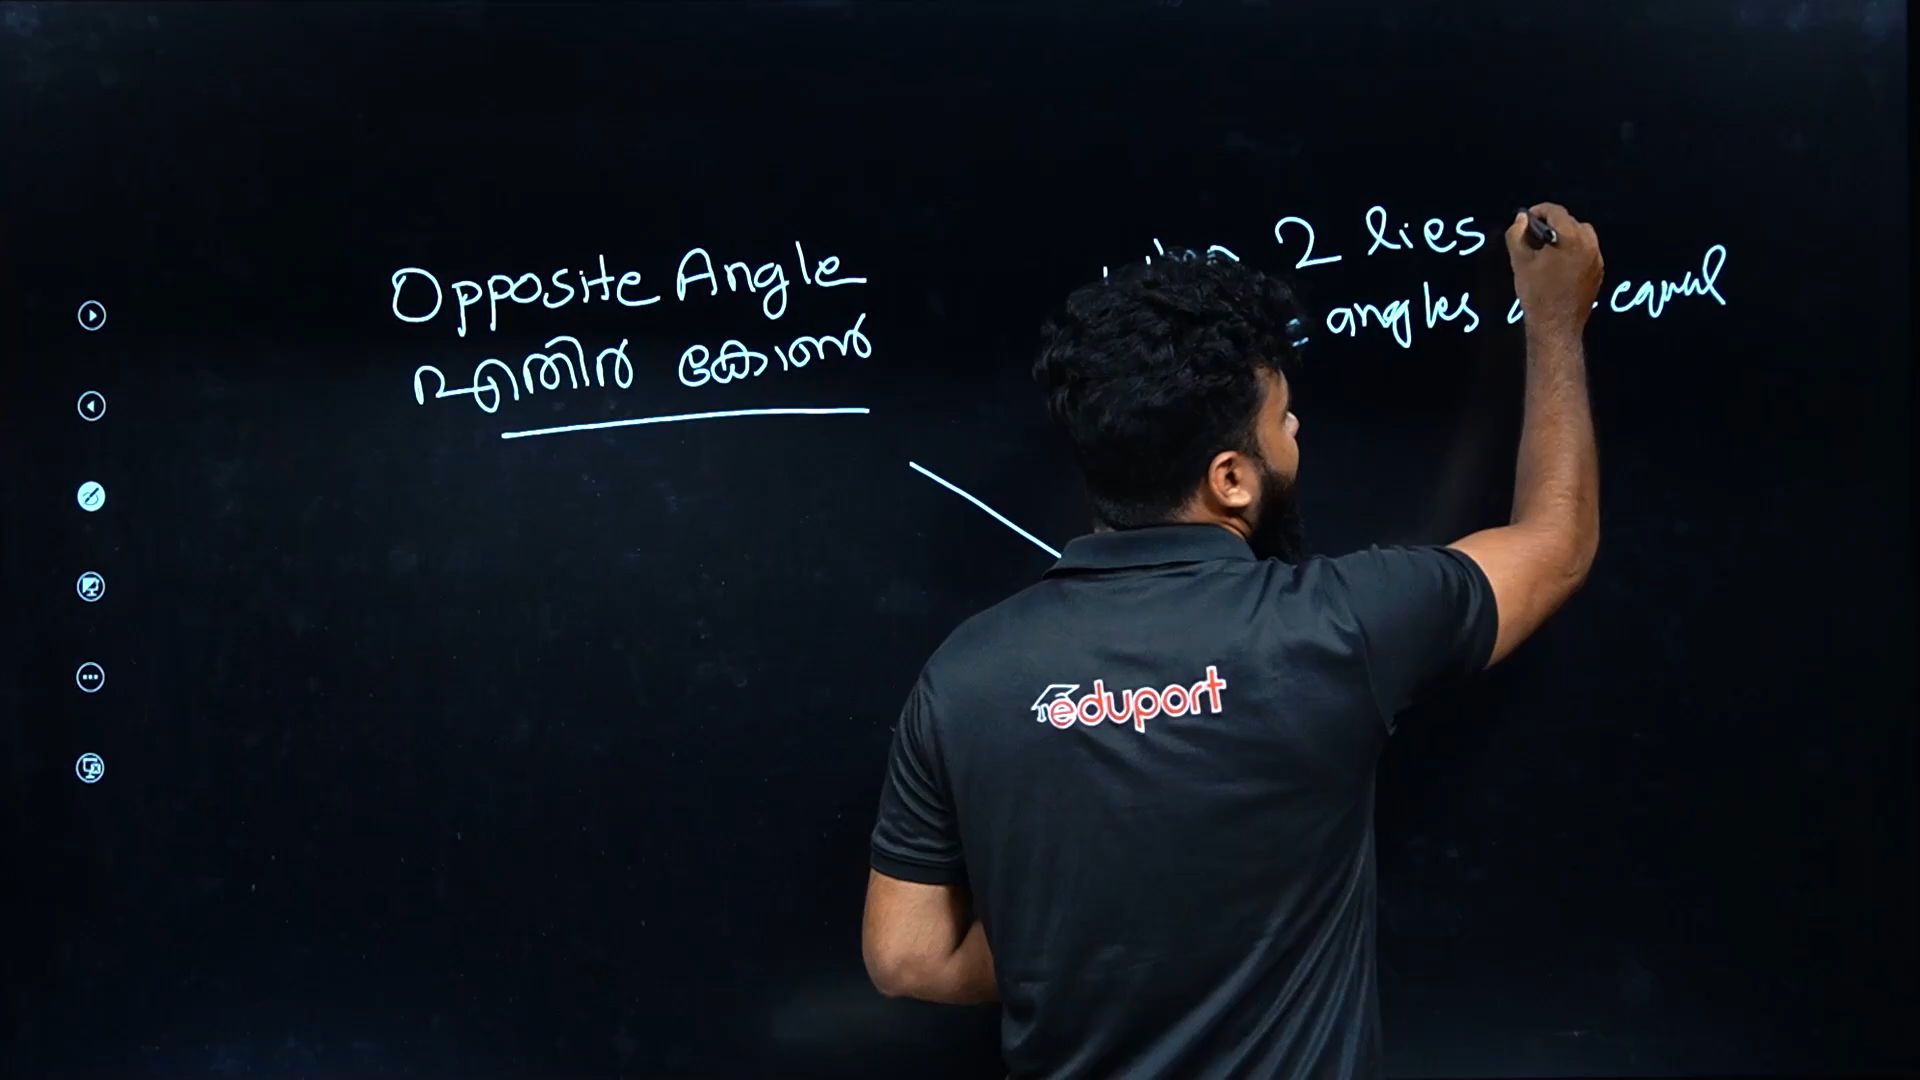 Opposite Angle
എതിർ കോൺ
2 lies
angles equal
eduport